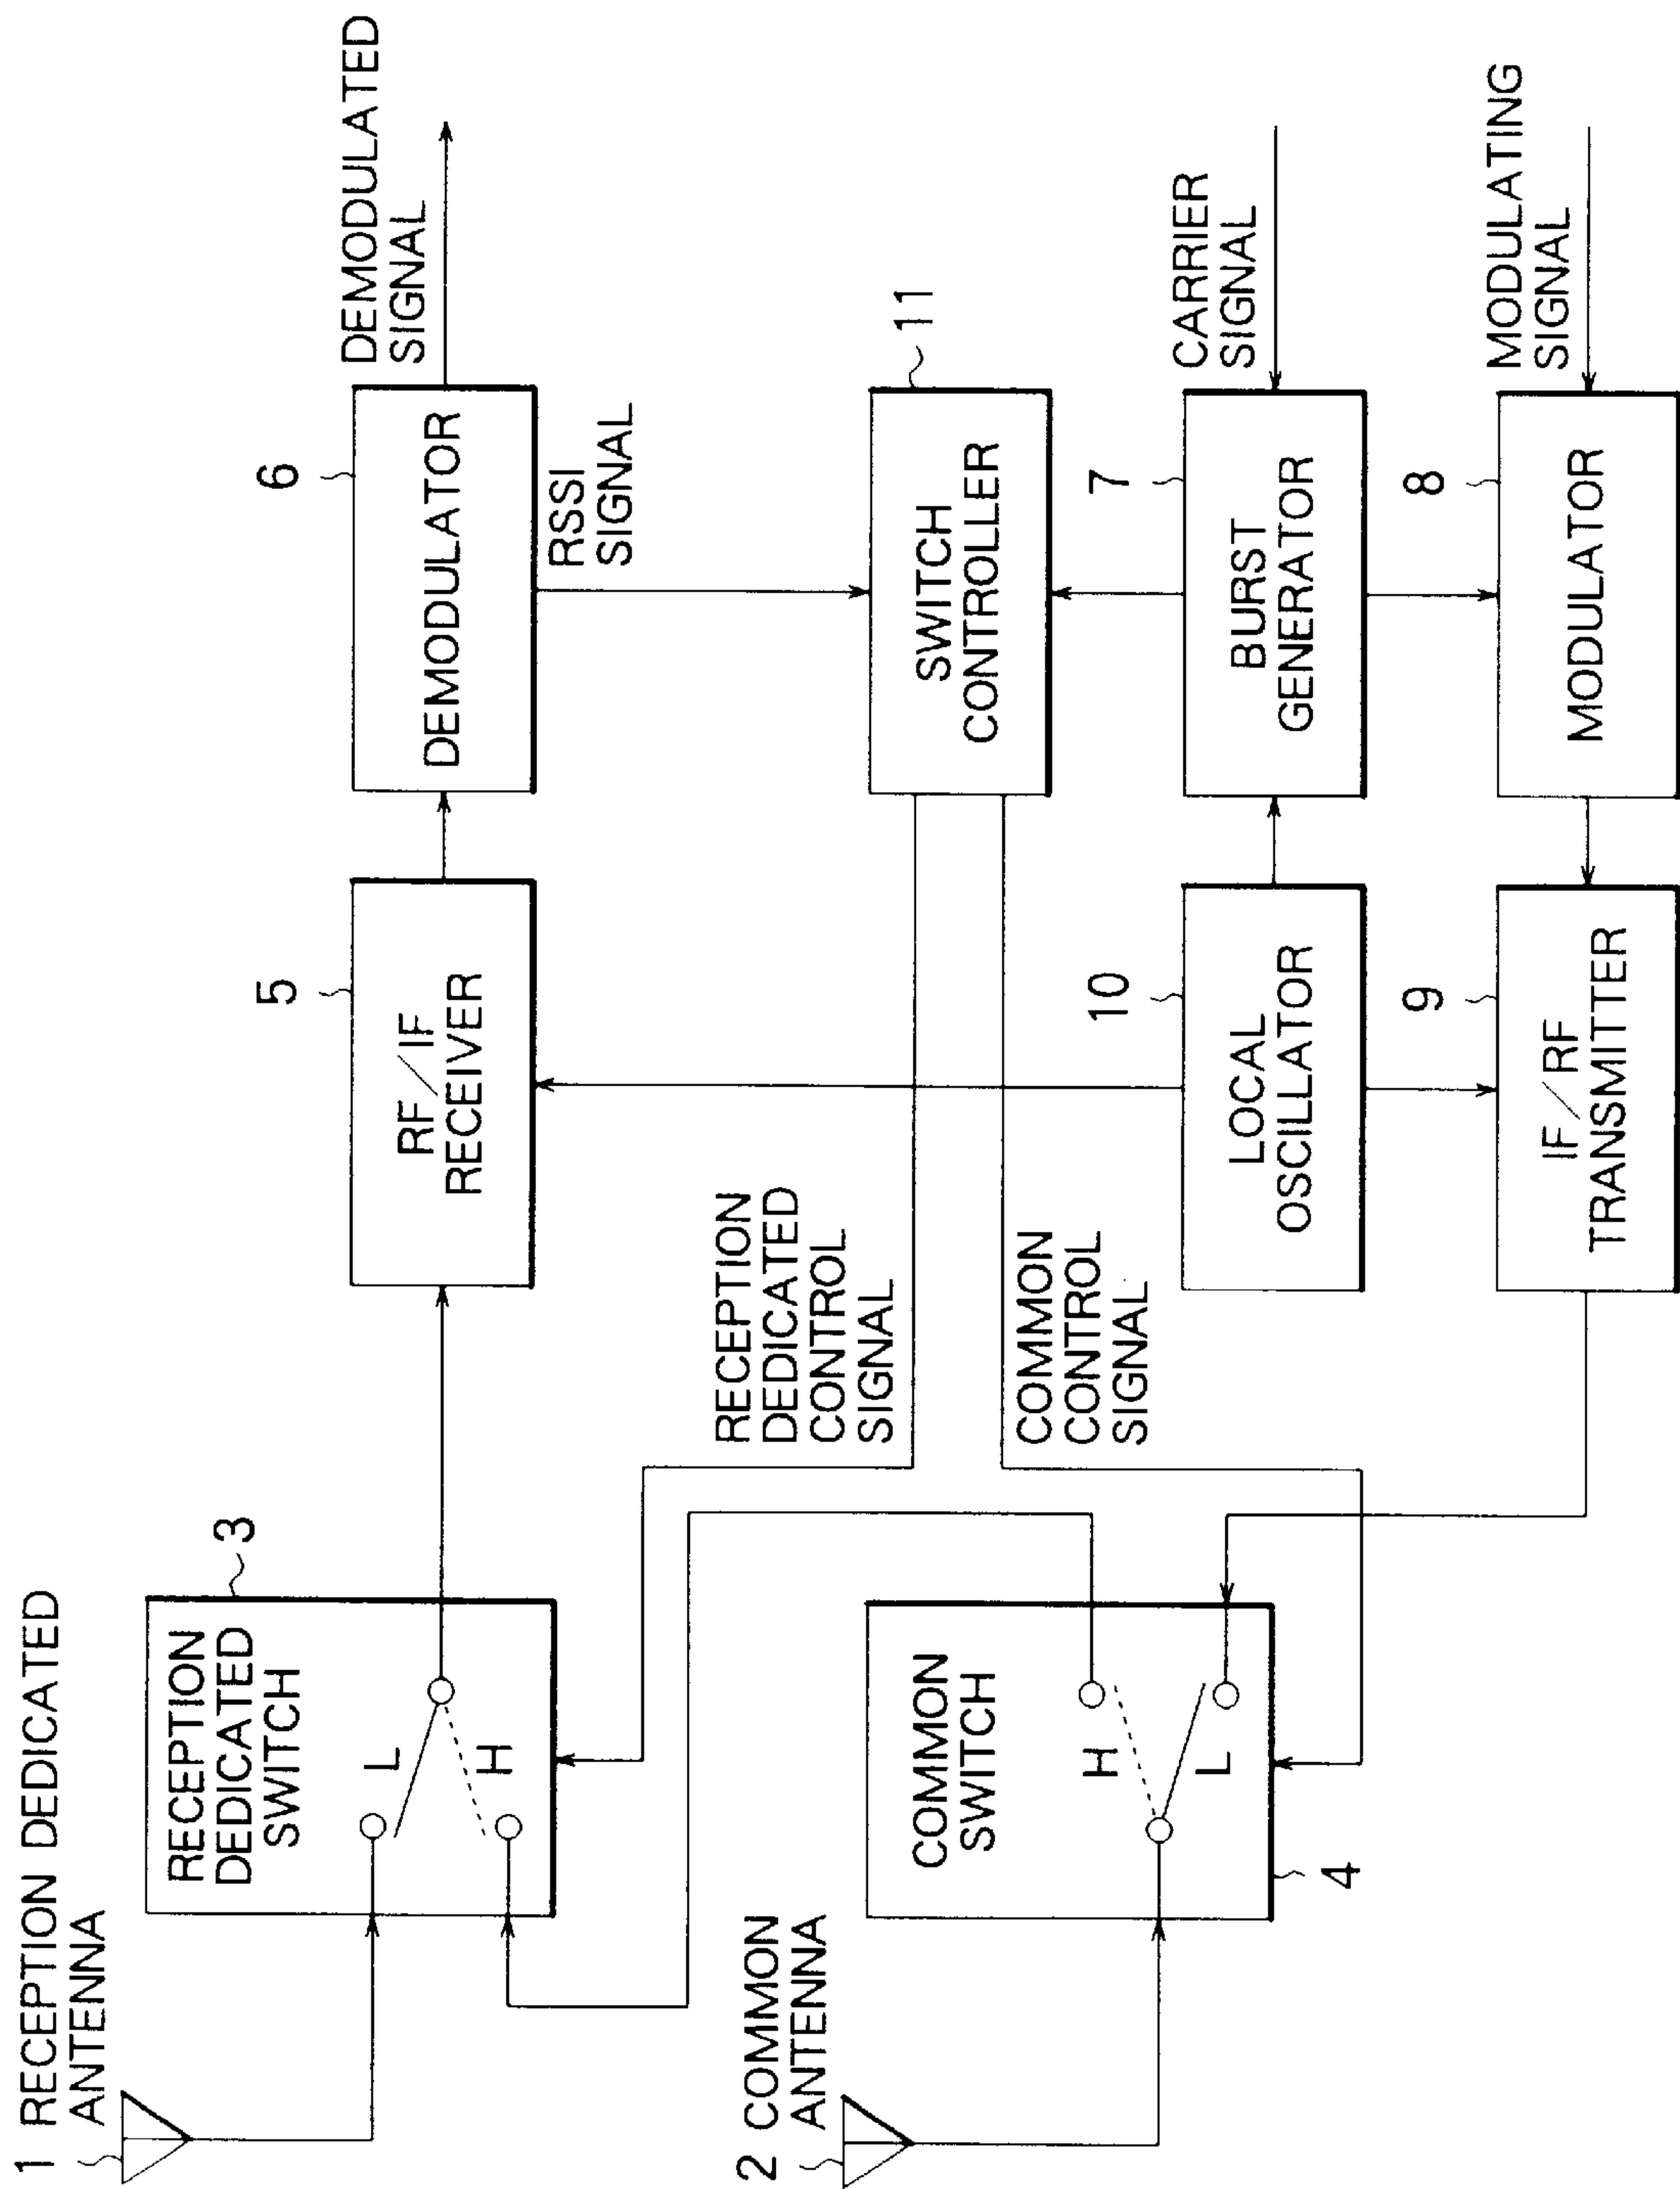 1 RECEPTION DEDICATED
ANTENNA
RECEPTION
DEDICATED
SWITCH
3
L
H
5
RF/IF
RECEIVER
6
DEMODULATOR
DEMODULATED
SIGNAL
RSSI
SIGNAL
RECEPTION
DEDICATED
CONTROL
SIGNAL
COMMON
CONTROL
SIGNAL
SWITCH
CONTROLLER
11
2 COMMON
ANTENNA
COMMON
SWITCH
H
L
4
10
LOCAL
OSCILLATOR
7
BURST
GENERATOR
CARRIER
SIGNAL
9
IF/RF
TRANSMITTER
8
MODULATOR
MODULATING
SIGNAL